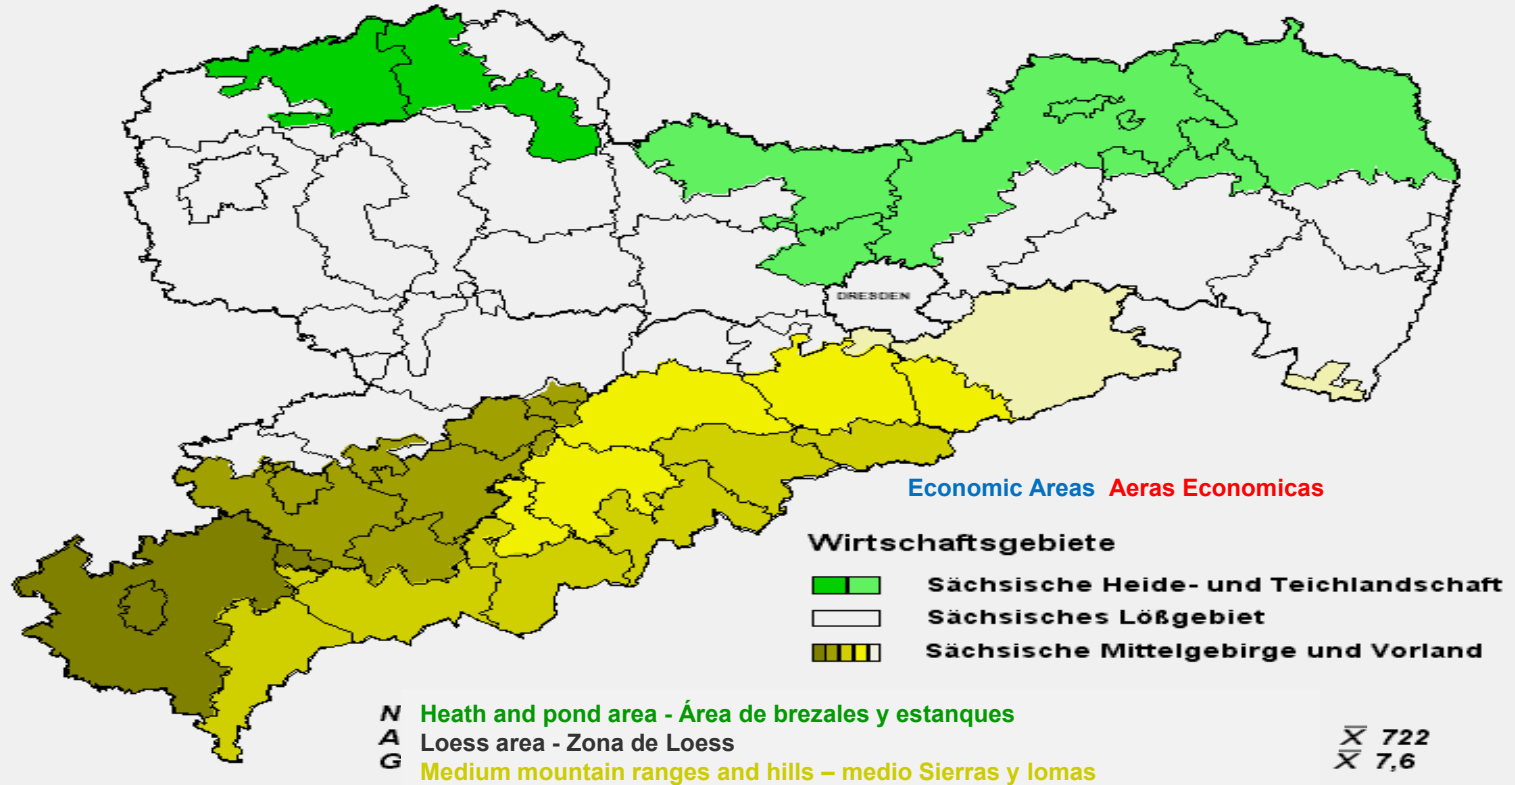 DRESDEN
Economic Areas Aeras Economicas
Wirtschaftsgebiete
Sächsische Heide- und Teichlandschaft
Sächsisches Lößgebiet
Sächsische Mittelgebirge und Vorland
N Heath and pond area - Área de brezales y estanques
A Loess area - Zona de Loess
G Medium mountain ranges and hills – medio Sierras y lomas
X̅ 722
X̅ 7,6